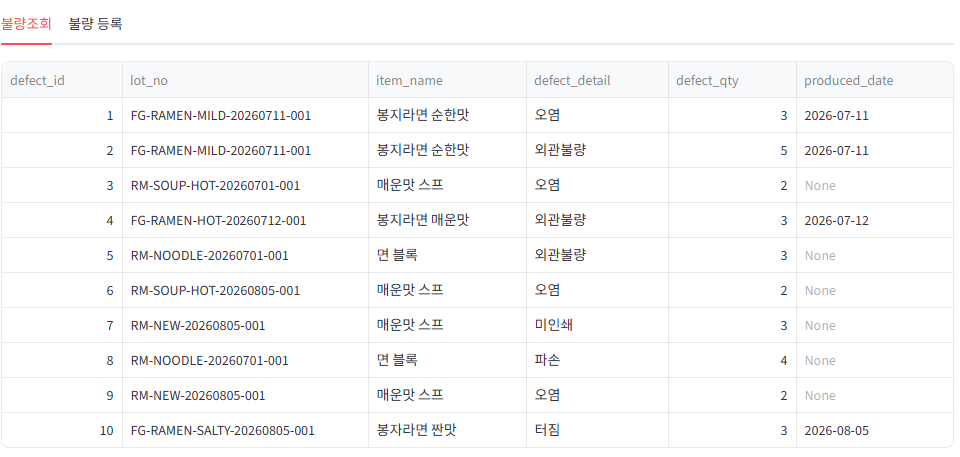 불량조회 불량 등록
defect_id lot_no item_name defect_detail defect_qty produced_date
1 FG-RAMEN-MILD-20260711-001 봉지라면 순한맛 오염 3 2026-07-11
2 FG-RAMEN-MILD-20260711-001 봉지라면 순한맛 외관불량 5 2026-07-11
3 RM-SOUP-HOT-20260701-001 매운맛 스프 오염 2 None
4 FG-RAMEN-HOT-20260712-001 봉지라면 매운맛 외관불량 3 2026-07-12
5 RM-NOODLE-20260701-001 면 블록 외관불량 3 None
6 RM-SOUP-HOT-20260805-001 매운맛 스프 오염 2 None
7 RM-NEW-20260805-001 매운맛 스프 미인쇄 3 None
8 RM-NOODLE-20260701-001 면 블록 파손 4 None
9 RM-NEW-20260805-001 매운맛 스프 오염 2 None
10 FG-RAMEN-SALTY-20260805-001 봉자라면 짠맛 터짐 3 2026-08-05